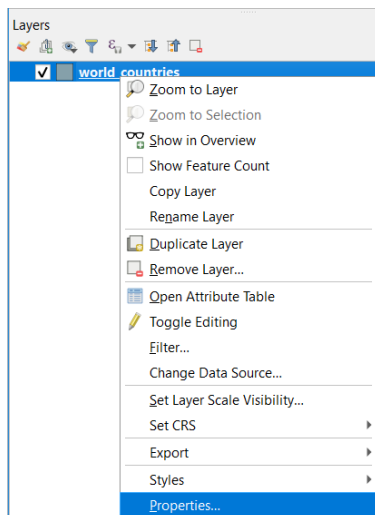 Layers
world_countries
Zoom to Layer
Zoom to Selection
Show in Overview
Show Feature Count
Copy Layer
Rename Layer
Duplicate Layer
Remove Layer...
Open Attribute Table
Toggle Editing
Filter...
Change Data Source...
Set Layer Scale Visibility...
Set CRS
Export
Styles
Properties...